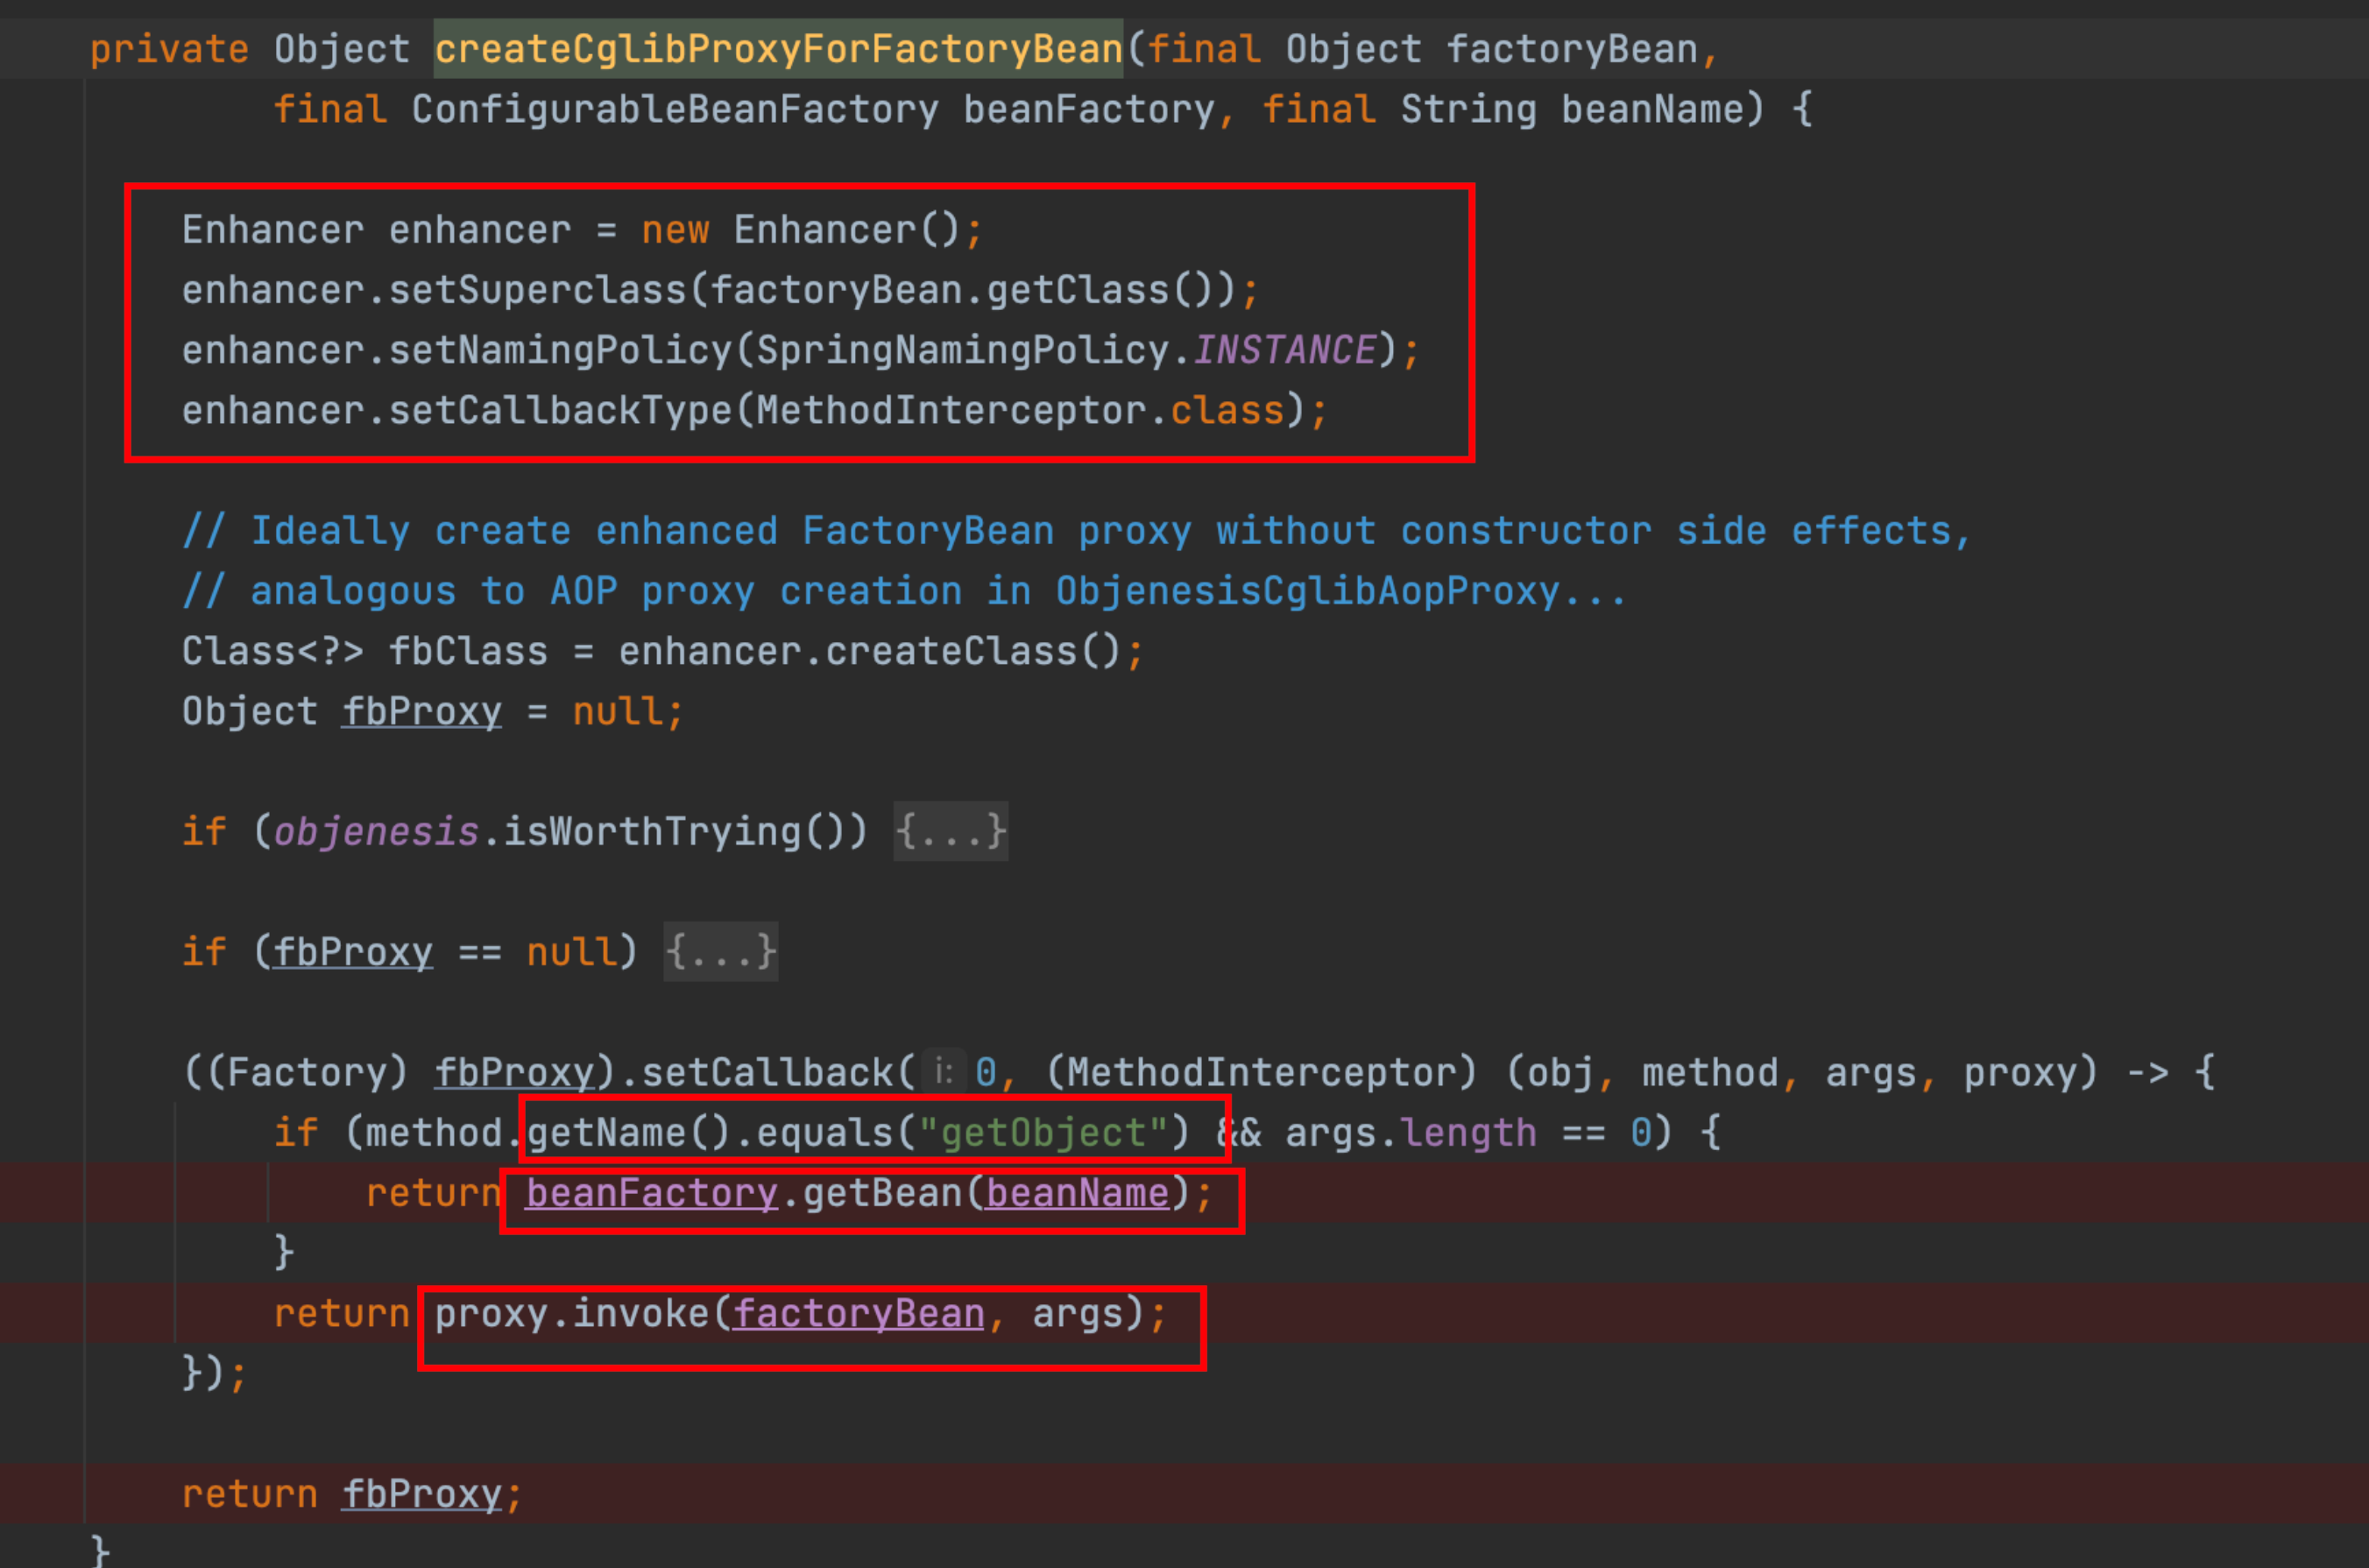 private Object createCglibProxyForFactoryBean(final Object factoryBean,
final ConfigurableBeanFactory beanFactory, final String beanName) {
Enhancer enhancer = new Enhancer();
enhancer.setSuperclass(factoryBean.getClass());
enhancer.setNamingPolicy(SpringNamingPolicy.INSTANCE);
enhancer.setCallbackType(MethodInterceptor.class);
// Ideally create enhanced FactoryBean proxy without constructor side effects,
// analogous to AOP proxy creation in ObjenesisCglibAopProxy...
Class<?> fbClass = enhancer.createClass();
Object fbProxy = null;
if (objenesis.isWorthTrying()) {...}
if (fbProxy == null) {...}
((Factory) fbProxy).setCallback( i: 0, (MethodInterceptor) (obj, method, args, proxy) -> {
if (method.getName().equals("getObject") && args.length == 0) {
return beanFactory.getBean(beanName);
}
return proxy.invoke(factoryBean, args);
});
return fbProxy;
}